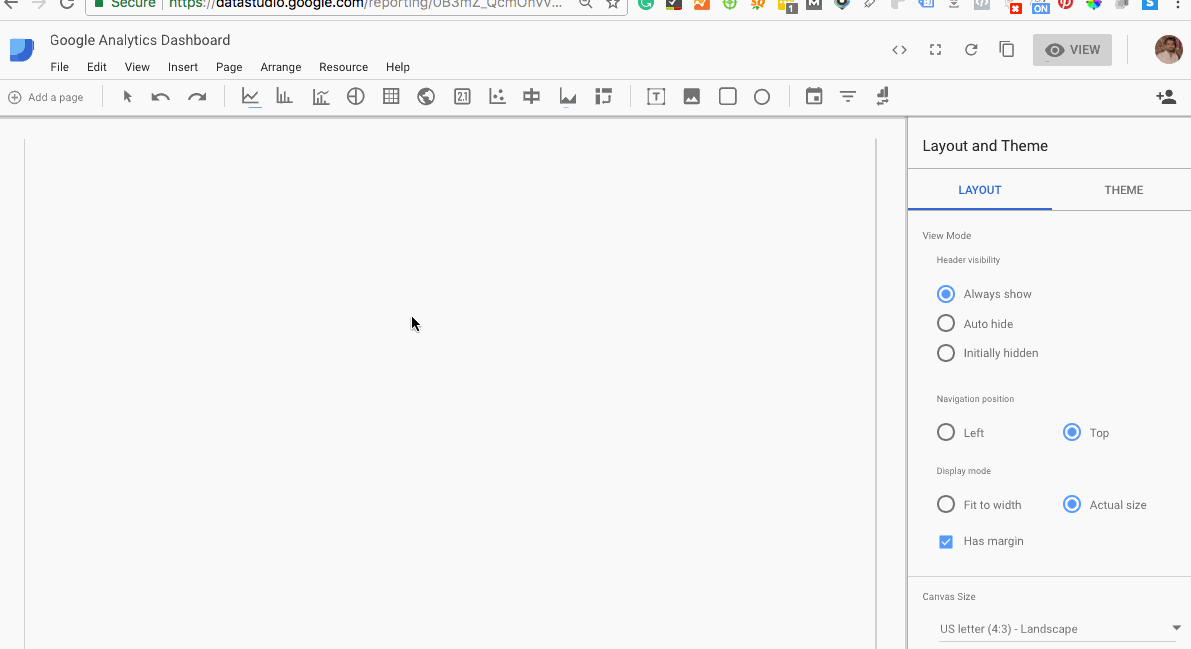 Secure https://datastudio.google.com/reporting/0B3mZ_QcmOhVV...
1
M
ON
S
Google Analytics Dashboard
File Edit View Insert Page Arrange Resource Help
VIEW
Add a page
2.1
T
Layout and Theme
LAYOUT THEME
View Mode
Header visibility
Always show
Auto hide
Initially hidden
Navigation position
Left Top
Display mode
Fit to width Actual size
Has margin
Canvas Size
US letter (4:3) - Landscape